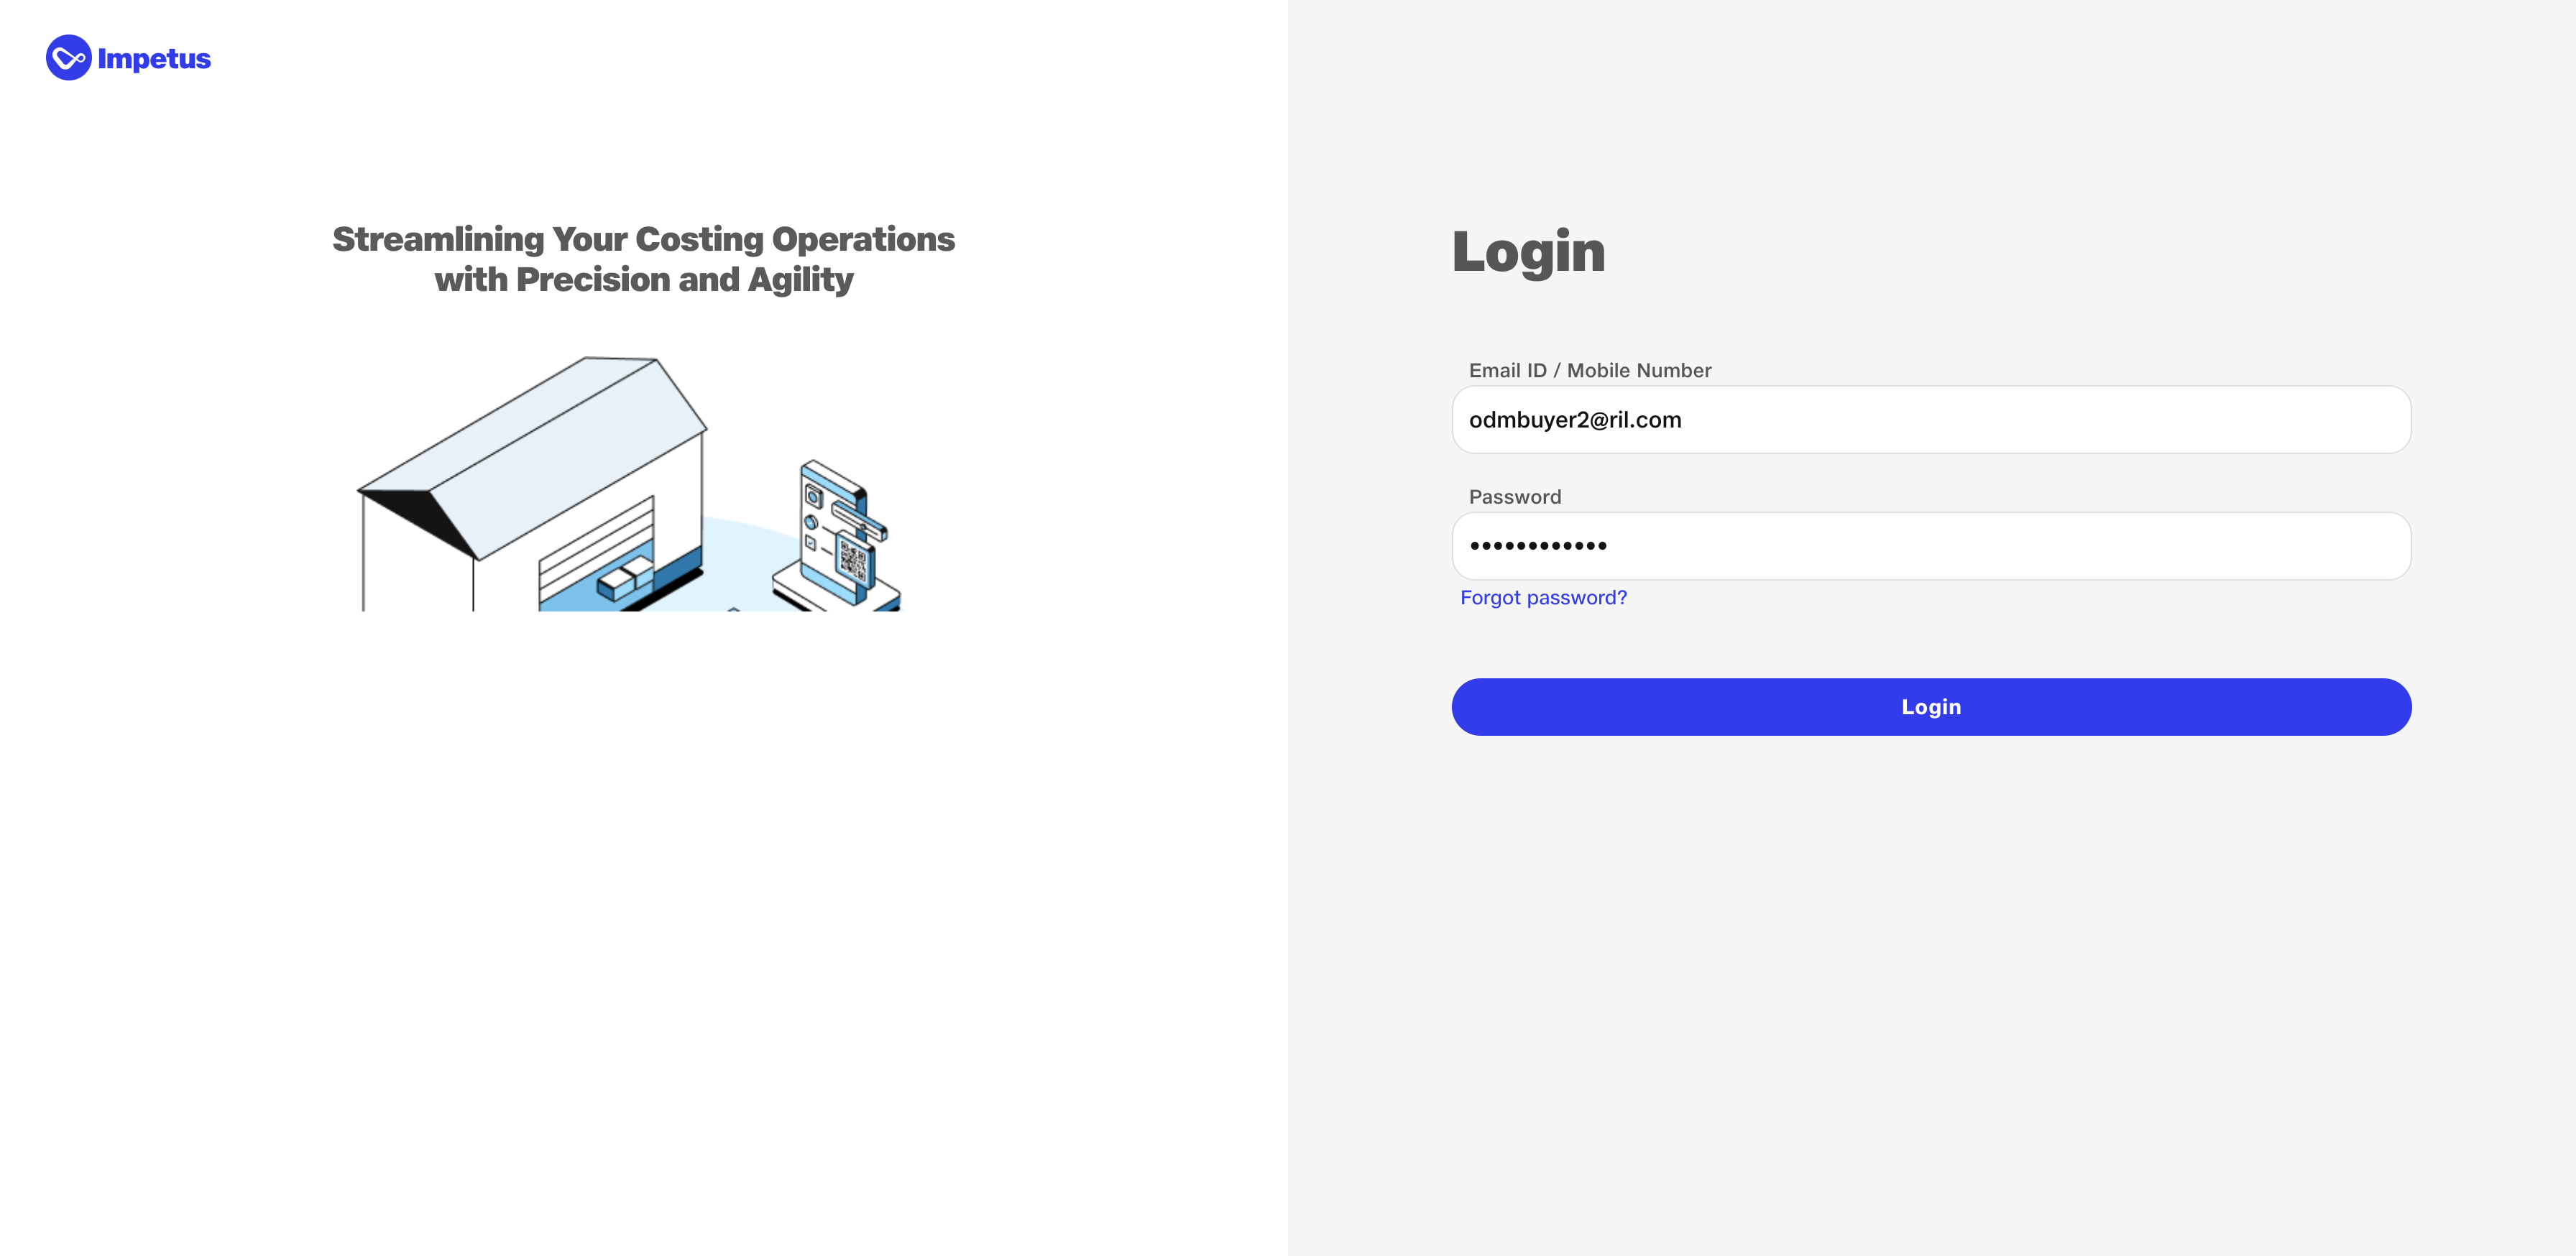 Impetus
Streamlining Your Costing Operations
with Precision and Agility
Login
Email ID / Mobile Number
odmbuyer2@ril.com
Password
••••••••••••
Forgot password?
Login